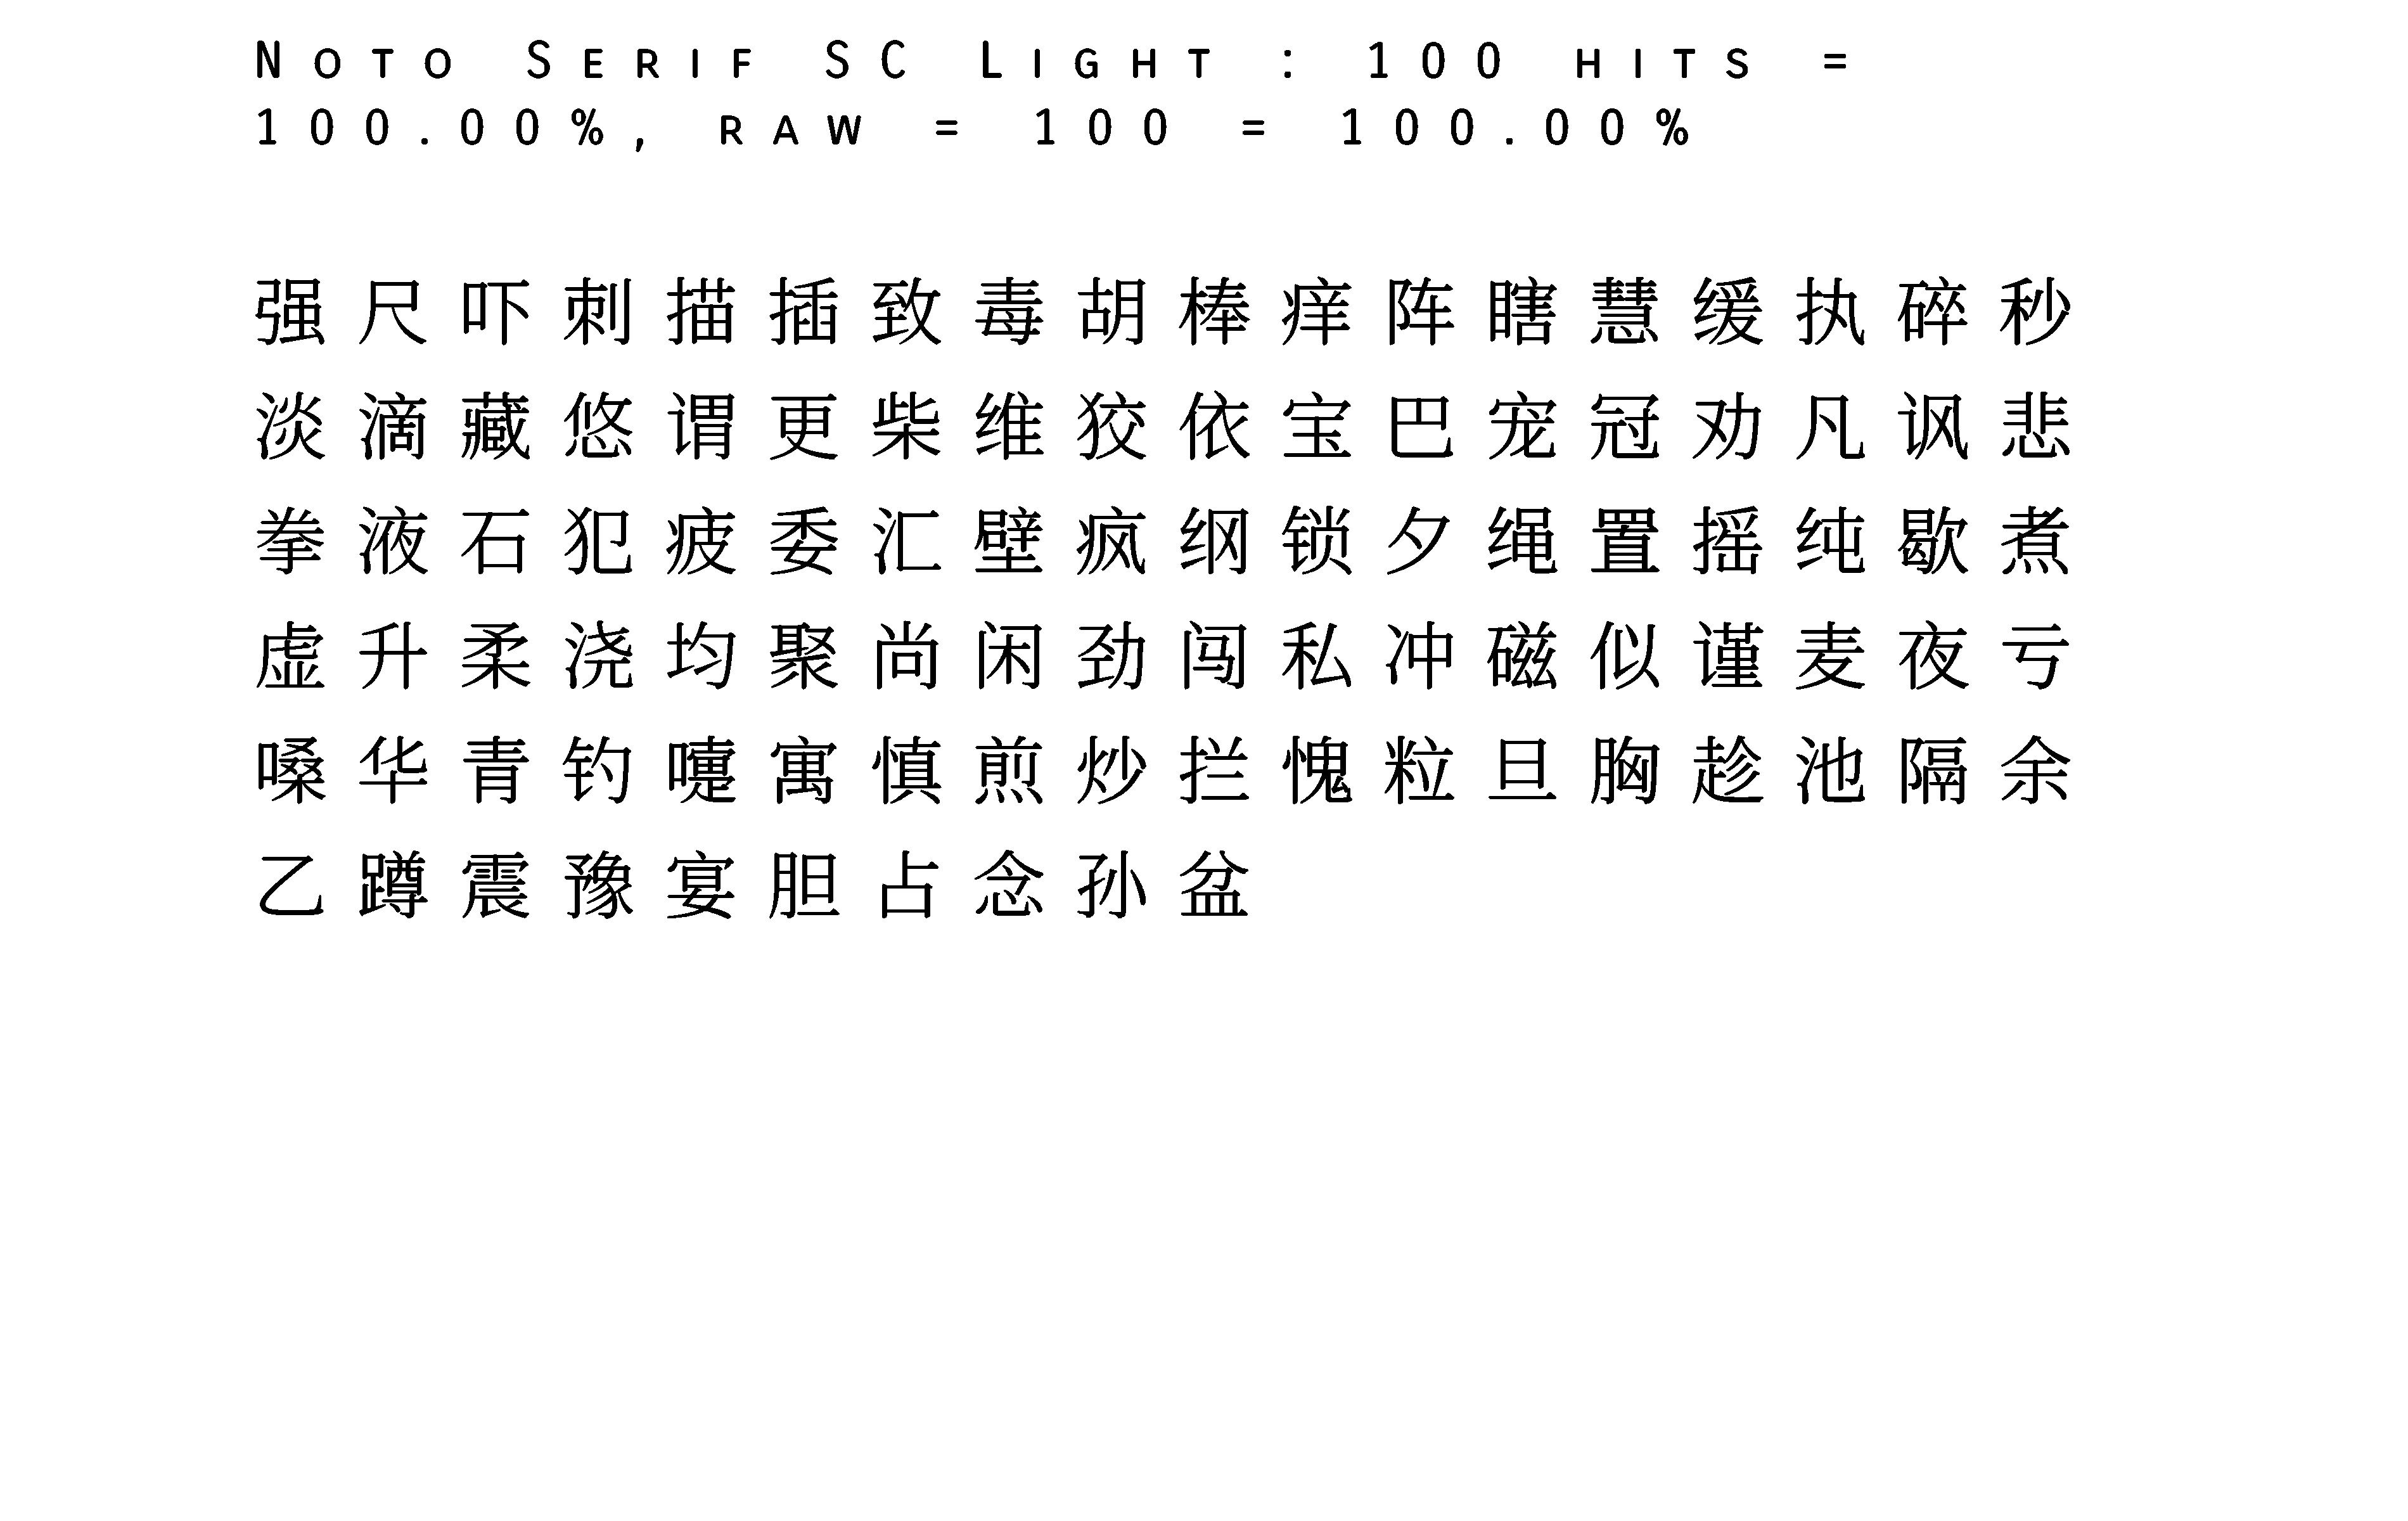 Noto Serif SC Light : 100 hits =
100.00%, raw = 100 = 100.00%
强尺吓刺描插致毒胡棒痒阵瞎慧缓执碎秒
淡滴藏悠谓更柴维狡依宝巴宠冠劝凡讽悲
拳液石犯疲委汇壁疯纲锁夕绳置摇纯歇煮
虚升柔浇均聚尚闲劲闯私冲磁似谨麦夜亏
嗓华青钓嚏寓慎煎炒拦愧粒旦胸趁池隔余
乙蹲震豫宴胆占念孙盆